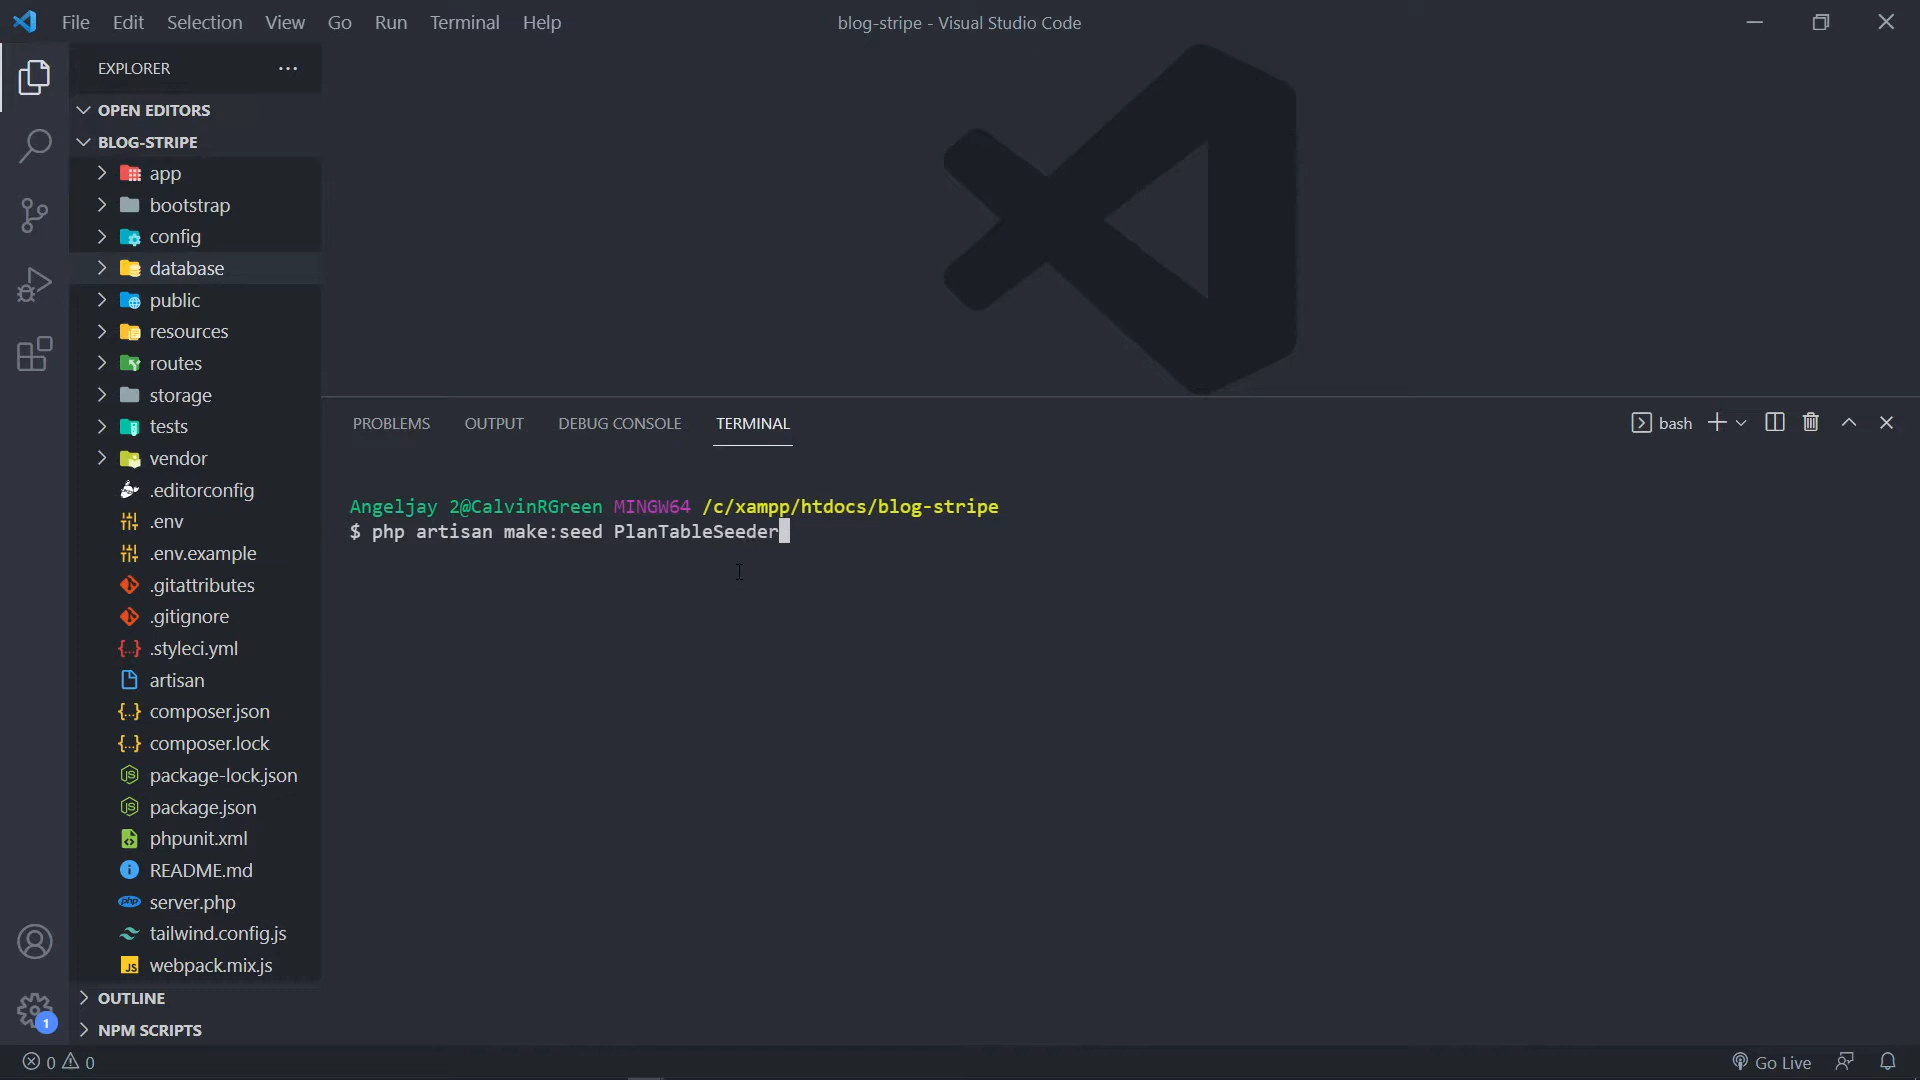 File Edit Selection View Go Run Terminal Help
blog-stripe - Visual Studio Code
EXPLORER
OPEN EDITORS
BLOG-STRIPE
app
bootstrap
config
database
public
resources
routes
storage
tests
vendor
.editorconfig
.env
.env.example
.gitattributes
.gitignore
.styleci.yml
artisan
composer.json
composer.lock
package-lock.json
package.json
phpunit.xml
README.md
server.php
tailwind.config.js
webpack.mix.js
OUTLINE
NPM SCRIPTS
PROBLEMS OUTPUT DEBUG CONSOLE TERMINAL
bash
Angeljay 2@CalvinRGreen MINGW64 /c/xampp/htdocs/blog-stripe
$ php artisan make:seed PlanTableSeeder
1
0 0
Go Live